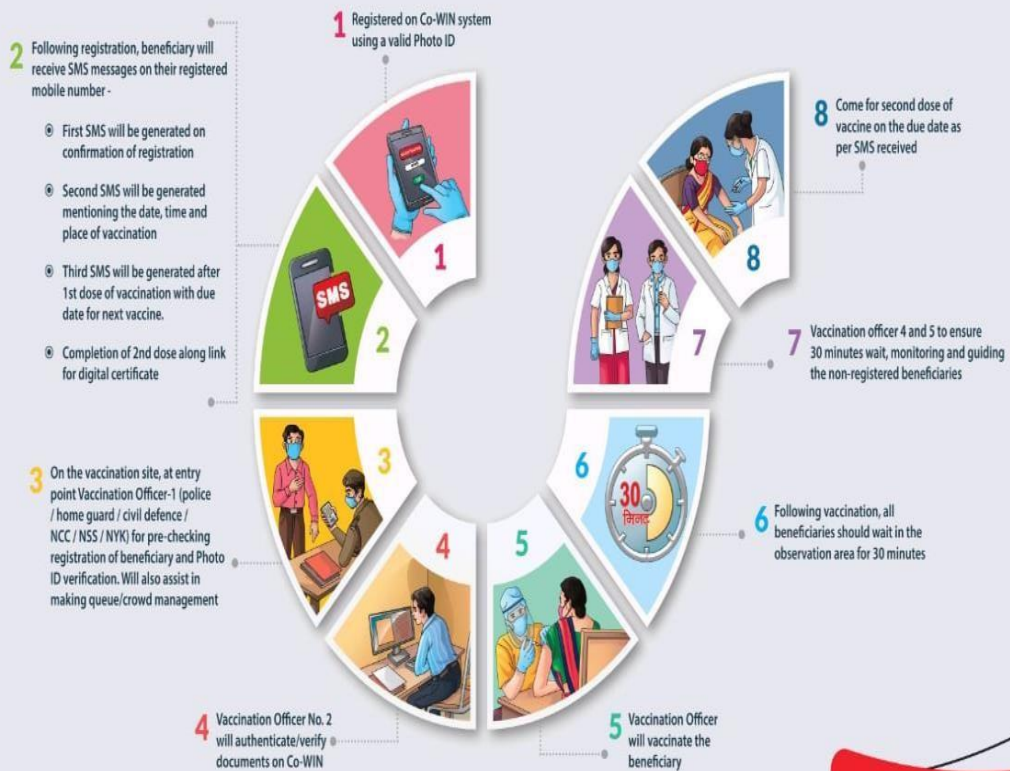 1 Registered on Co-WIN system
using a valid Photo ID
2 Following registration, beneficiary will
receive SMS messages on their registered
mobile number -
First SMS will be generated on
confirmation of registration
Second SMS will be generated
mentioning the date, time and
place of vaccination
Third SMS will be generated after
1st dose of vaccination with due
date for next vaccine.
Completion of 2nd dose along link
for digital certificate
3 On the vaccination site, at entry
point Vaccination Officer-1 (police
/ home guard / civil defence /
NCC / NSS / NYK) for pre-checking
registration of beneficiary and Photo
ID verification. Will also assist in
making queue/crowd management
4 Vaccination Officer No. 2
will authenticate/verify
documents on Co-WIN
5 Vaccination Officer
will vaccinate the
beneficiary
6 Following vaccination, all
beneficiaries should wait in the
observation area for 30 minutes
7 Vaccination officer 4 and 5 to ensure
30 minutes wait, monitoring and guiding
the non-registered beneficiaries
8 Come for second dose of
vaccine on the due date as
per SMS received
1
2
SMS
3
4
5
6
30
मिनट
7
8